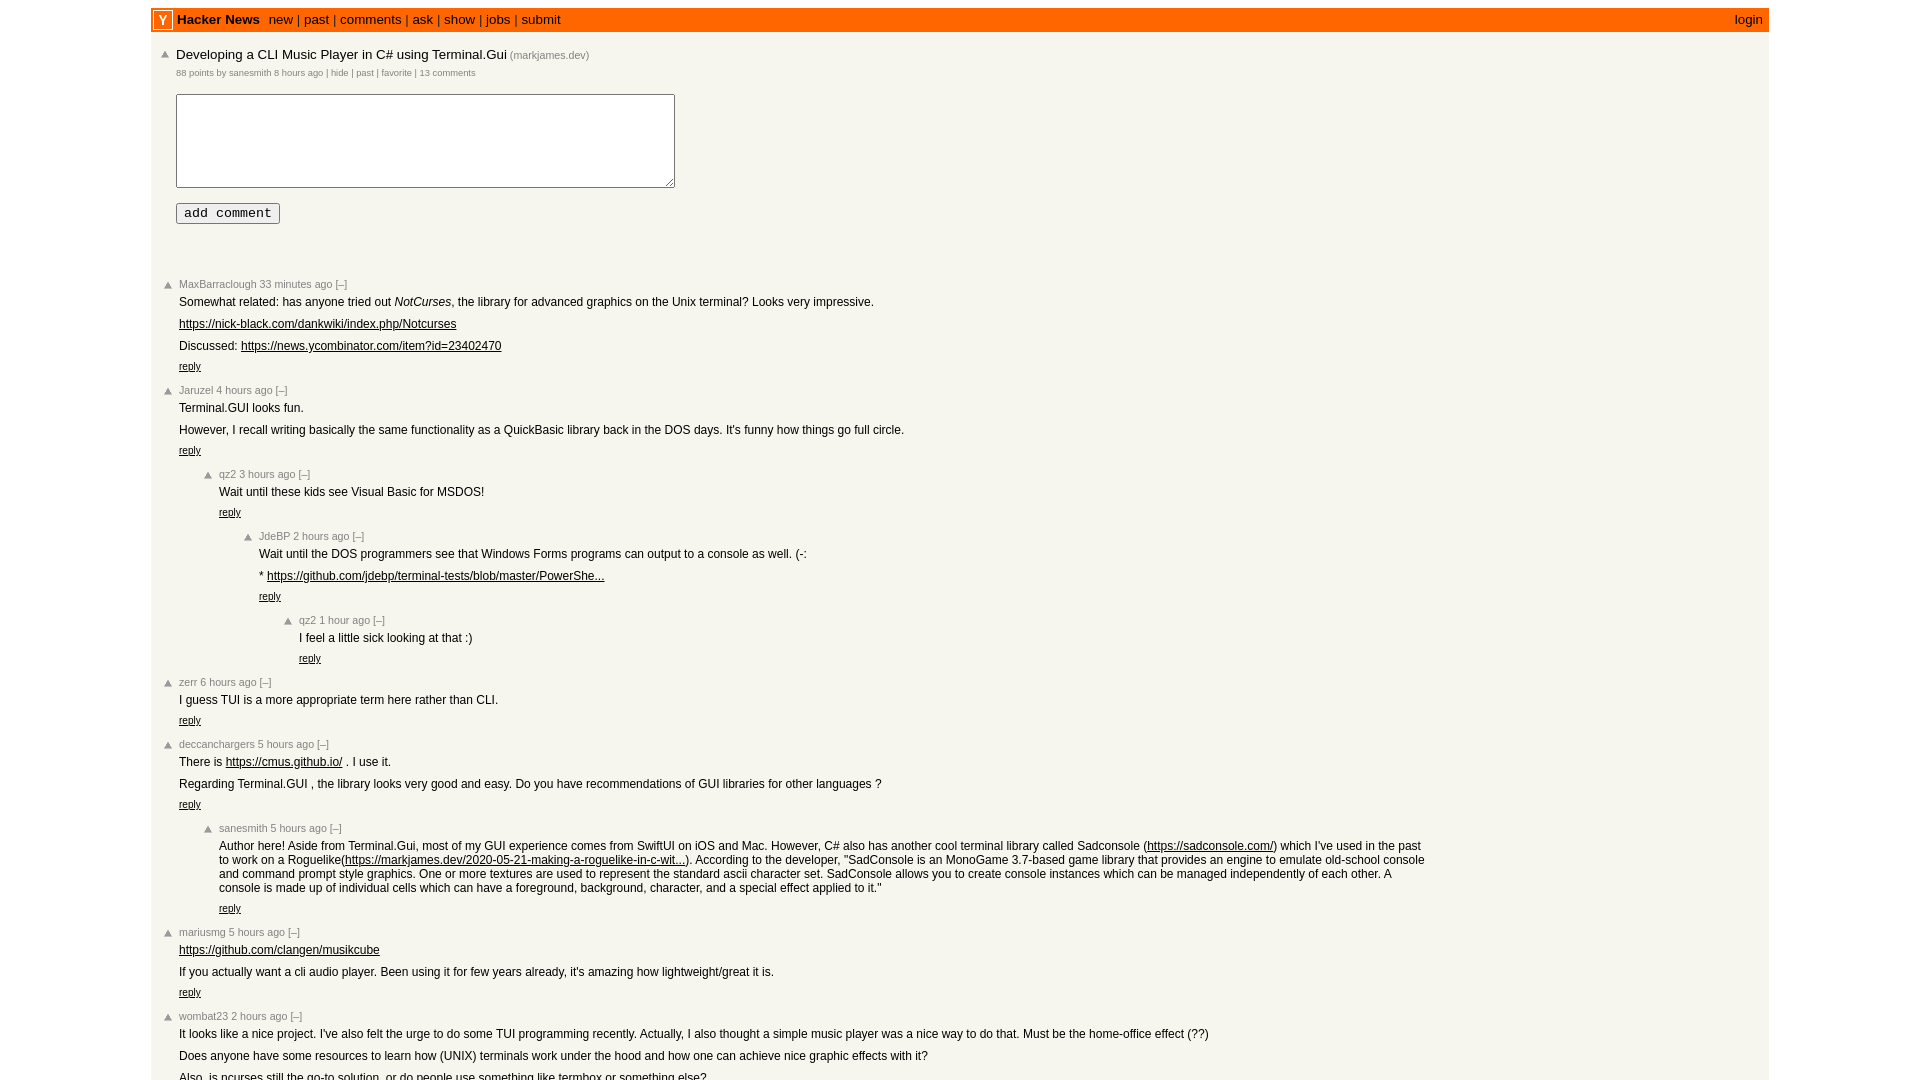 Y Hacker News new | past | comments | ask | show | jobs | submit login
Developing a CLI Music Player in C# using Terminal.Gui (markjames.dev)
88 points by sanesmith 8 hours ago | hide | past | favorite | 13 comments
add comment
MaxBarraclough 33 minutes ago [–]
Somewhat related: has anyone tried out NotCurses, the library for advanced graphics on the Unix terminal? Looks very impressive.
https://nick-black.com/dankwiki/index.php/Notcurses
Discussed: https://news.ycombinator.com/item?id=23402470
reply
Jaruzel 4 hours ago [–]
Terminal.GUI looks fun.
However, I recall writing basically the same functionality as a QuickBasic library back in the DOS days. It's funny how things go full circle.
reply
qz2 3 hours ago [–]
Wait until these kids see Visual Basic for MSDOS!
reply
JdeBP 2 hours ago [–]
Wait until the DOS programmers see that Windows Forms programs can output to a console as well. (-:
* https://github.com/jdebp/terminal-tests/blob/master/PowerShe...
reply
qz2 1 hour ago [–]
I feel a little sick looking at that :)
reply
zerr 6 hours ago [–]
I guess TUI is a more appropriate term here rather than CLI.
reply
deccanchargers 5 hours ago [–]
There is https://cmus.github.io/ . I use it.
Regarding Terminal.GUI , the library looks very good and easy. Do you have recommendations of GUI libraries for other languages ?
reply
sanesmith 5 hours ago [–]
Author here! Aside from Terminal.Gui, most of my GUI experience comes from SwiftUI on iOS and Mac. However, C# also has another cool terminal library called Sadconsole (https://sadconsole.com/) which I've used in the past
to work on a Roguelike(https://markjames.dev/2020-05-21-making-a-roguelike-in-c-wit...). According to the developer, "SadConsole is an MonoGame 3.7-based game library that provides an engine to emulate old-school console
and command prompt style graphics. One or more textures are used to represent the standard ascii character set. SadConsole allows you to create console instances which can be managed independently of each other. A
console is made up of individual cells which can have a foreground, background, character, and a special effect applied to it."
reply
mariusmg 5 hours ago [–]
https://github.com/clangen/musikcube
If you actually want a cli audio player. Been using it for few years already, it's amazing how lightweight/great it is.
reply
wombat23 2 hours ago [–]
It looks like a nice project. I've also felt the urge to do some TUI programming recently. Actually, I also thought a simple music player was a nice way to do that. Must be the home-office effect (??)
Does anyone have some resources to learn how (UNIX) terminals work under the hood and how one can achieve nice graphic effects with it?
Also, is ncurses still the go-to solution, or do people use something like termbox or something else?